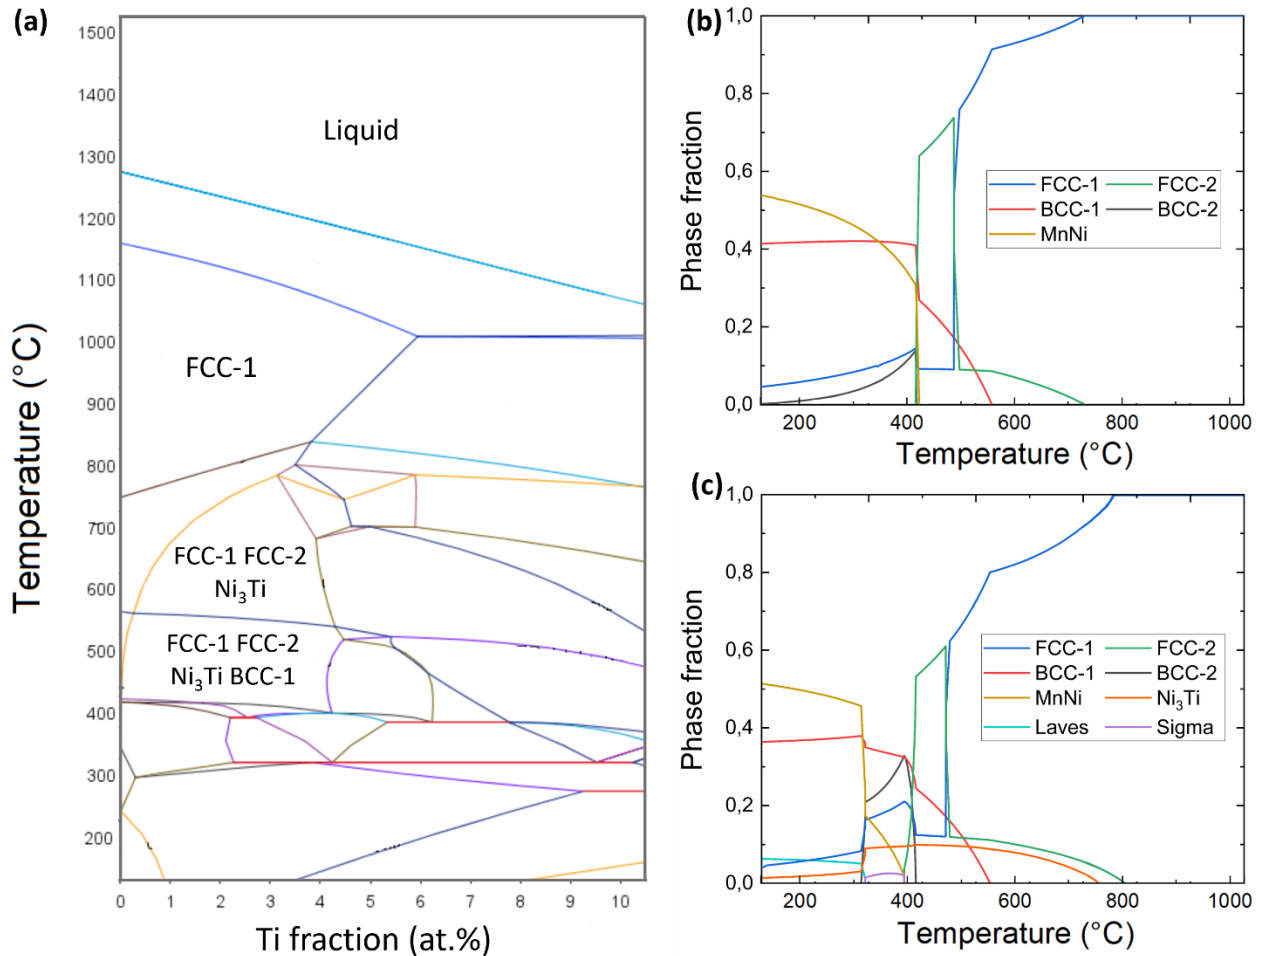 (a)
Temperature (°C)
1500
1400
1300
1200
1100
1000
900
800
700
600
500
400
300
200
Liquid
FCC-1
FCC-1 FCC-2
Ni₃Ti
FCC-1 FCC-2
Ni₃Ti BCC-1
0 1 2 3 4 5 6 7 8 9 10
Ti fraction (at.%)
(b)
Phase fraction
1,0
0,8
0,6
0,4
0,2
0,0
FCC-1 FCC-2
BCC-1 BCC-2
MnNi
200 400 600 800 1000
Temperature (°C)
(c)
Phase fraction
1,0
0,8
0,6
0,4
0,2
0,0
FCC-1 FCC-2
BCC-1 BCC-2
MnNi Ni₃Ti
Laves Sigma
200 400 600 800 1000
Temperature (°C)